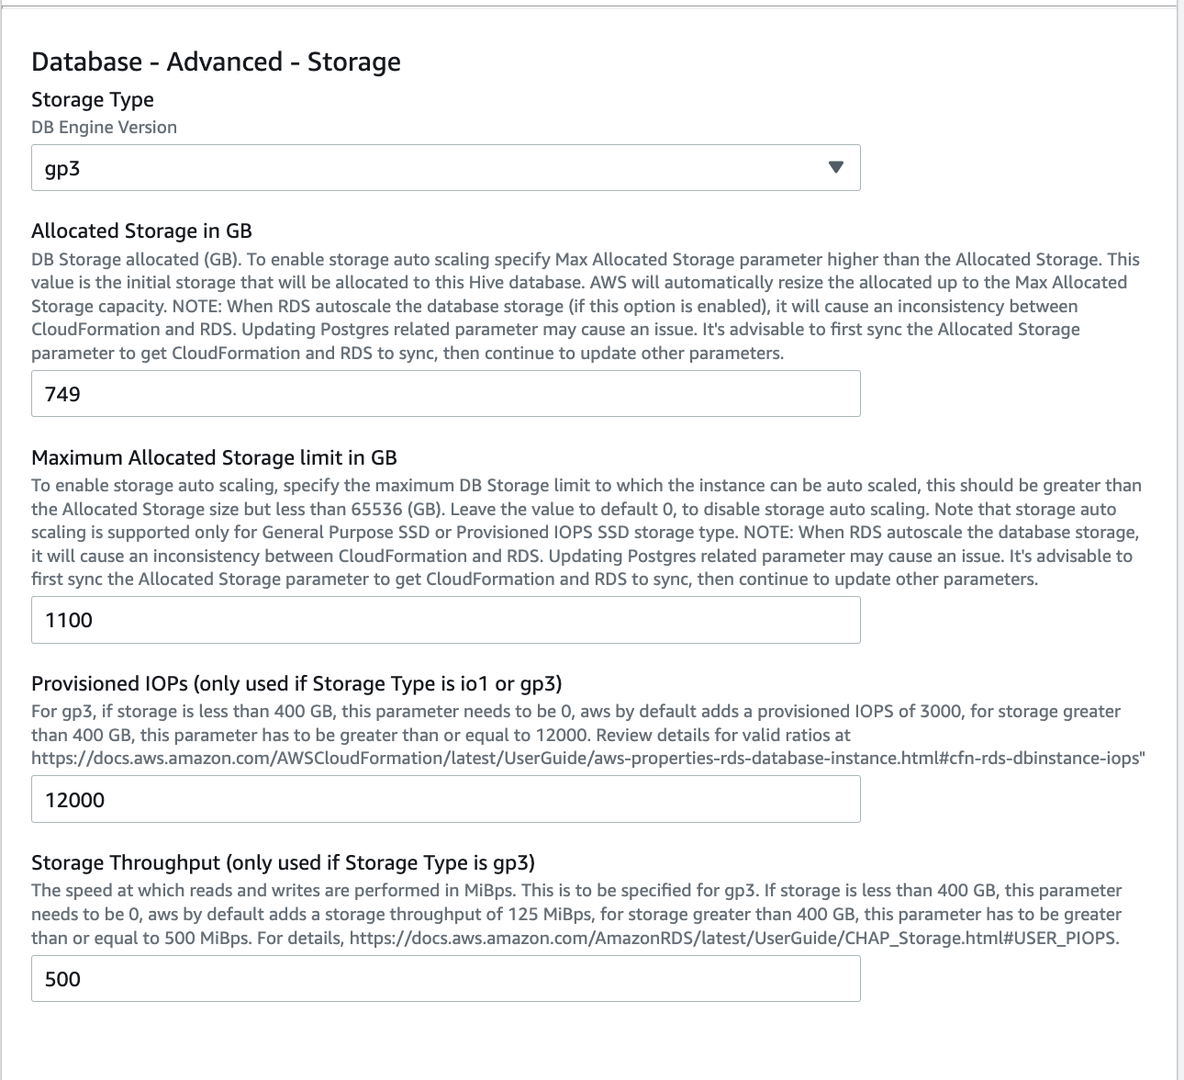 Database - Advanced - Storage
Storage Type
DB Engine Version
gp3
Allocated Storage in GB
DB Storage allocated (GB). To enable storage auto scaling specify Max Allocated Storage parameter higher than the Allocated Storage. This
value is the initial storage that will be allocated to this Hive database. AWS will automatically resize the allocated up to the Max Allocated
Storage capacity. NOTE: When RDS autoscale the database storage (if this option is enabled), it will cause an inconsistency between
CloudFormation and RDS. Updating Postgres related parameter may cause an issue. It's advisable to first sync the Allocated Storage
parameter to get CloudFormation and RDS to sync, then continue to update other parameters.
749
Maximum Allocated Storage limit in GB
To enable storage auto scaling, specify the maximum DB Storage limit to which the instance can be auto scaled, this should be greater than
the Allocated Storage size but less than 65536 (GB). Leave the value to default 0, to disable storage auto scaling. Note that storage auto
scaling is supported only for General Purpose SSD or Provisioned IOPS SSD storage type. NOTE: When RDS autoscale the database storage,
it will cause an inconsistency between CloudFormation and RDS. Updating Postgres related parameter may cause an issue. It's advisable to
first sync the Allocated Storage parameter to get CloudFormation and RDS to sync, then continue to update other parameters.
1100
Provisioned IOPs (only used if Storage Type is io1 or gp3)
For gp3, if storage is less than 400 GB, this parameter needs to be 0, aws by default adds a provisioned IOPS of 3000, for storage greater
than 400 GB, this parameter has to be greater than or equal to 12000. Review details for valid ratios at
https://docs.aws.amazon.com/AWSCloudFormation/latest/UserGuide/aws-properties-rds-database-instance.html#cfn-rds-dbinstance-iops"
12000
Storage Throughput (only used if Storage Type is gp3)
The speed at which reads and writes are performed in MiBps. This is to be specified for gp3. If storage is less than 400 GB, this parameter
needs to be 0, aws by default adds a storage throughput of 125 MiBps, for storage greater than 400 GB, this parameter has to be greater
than or equal to 500 MiBps. For details, https://docs.aws.amazon.com/AmazonRDS/latest/UserGuide/CHAP_Storage.html#USER_PIOPS.
500